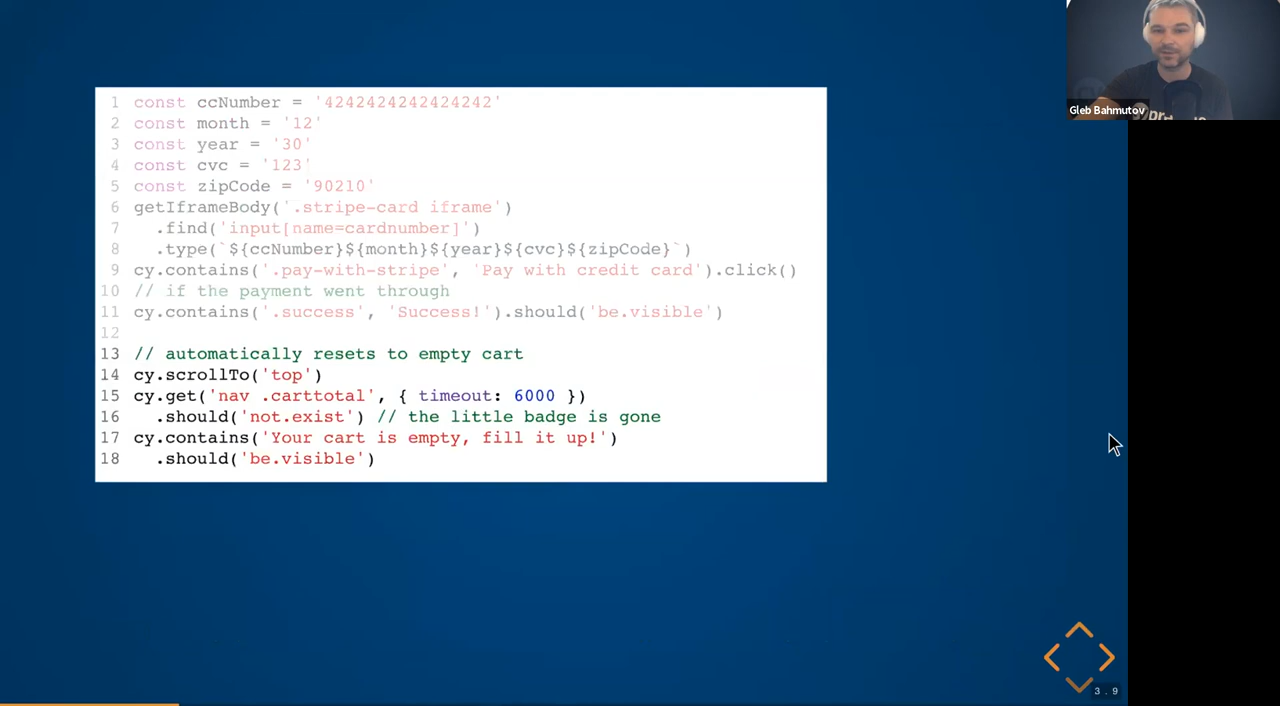 1 const ccNumber = '4242424242424242'
2 const month = '12'
3 const year = '30'
4 const cvc = '123'
5 const zipCode = '90210'
6 getIframeBody('.stripe-card iframe')
7 .find('input[name=cardnumber]')
8 .type(`${ccNumber}${month}${year}${cvc}${zipCode}`)
9 cy.contains('.pay-with-stripe', 'Pay with credit card').click()
10 // if the payment went through
11 cy.contains('.success', 'Success!').should('be.visible')
12
13 // automatically resets to empty cart
14 cy.scrollTo('top')
15 cy.get('nav .carttotal', { timeout: 6000 })
16 .should('not.exist') // the little badge is gone
17 cy.contains('Your cart is empty, fill it up!')
18 .should('be.visible')
Gleb Bahmutov
3.9